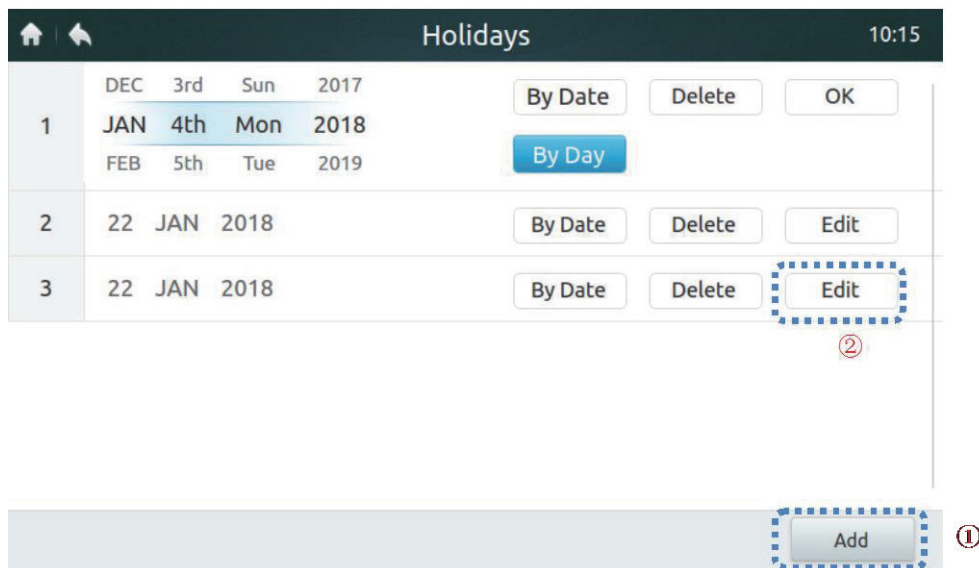 Holidays 10:15
DEC 3rd Sun 2017
By Date Delete OK
1 JAN 4th Mon 2018
By Day
FEB 5th Tue 2019
2 22 JAN 2018 By Date Delete Edit
3 22 JAN 2018 By Date Delete Edit
②
Add ①